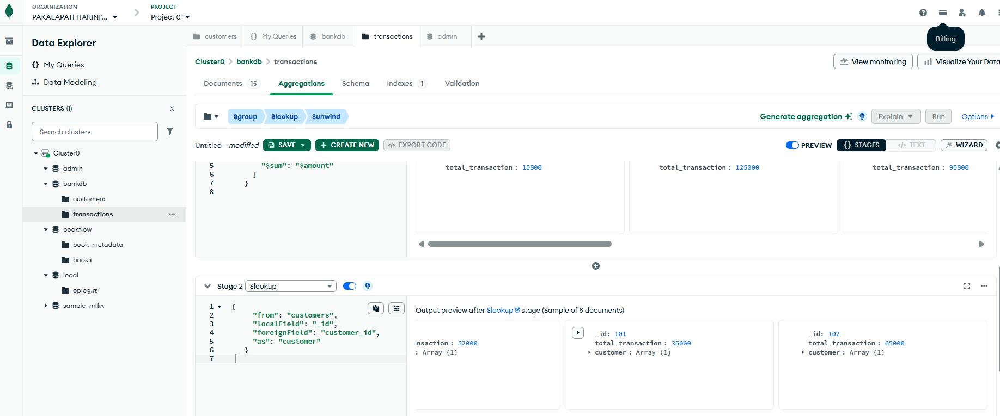 ORGANIZATION
PAKALAPATI HARINI'...
PROJECT
Project 0
Billing
Data Explorer
My Queries
Data Modeling
CLUSTERS (1)
Search clusters
Cluster0
admin
bankdb
customers
transactions
bookflow
book_metadata
books
local
oplog.rs
sample_mflix
customers
{} My Queries
bankdb
transactions
admin
Cluster0 > bankdb > transactions
View monitoring
Visualize Your Data
Documents 15
Aggregations
Schema
Indexes 1
Validation
$group
$lookup
$unwind
Generate aggregation
Explain
Run
Options
Untitled – modified
SAVE
+ CREATE NEW
</> EXPORT CODE
PREVIEW
{} STAGES
</> TEXT
WIZARD
5 "$sum": "$amount"
6 }
7 }
8
total_transaction : 15000
total_transaction : 125000
total_transaction : 95000
Stage 2
$lookup
1 {
2 "from": "customers",
3 "localField": "_id",
4 "foreignField": "customer_id",
5 "as": "customer"
6 }
7
Output preview after $lookup stage (Sample of 8 documents)
ansaction : 52000
: Array (1)
_id: 101
total_transaction : 35000
customer : Array (1)
_id: 102
total_transaction : 65000
customer : Array (1)